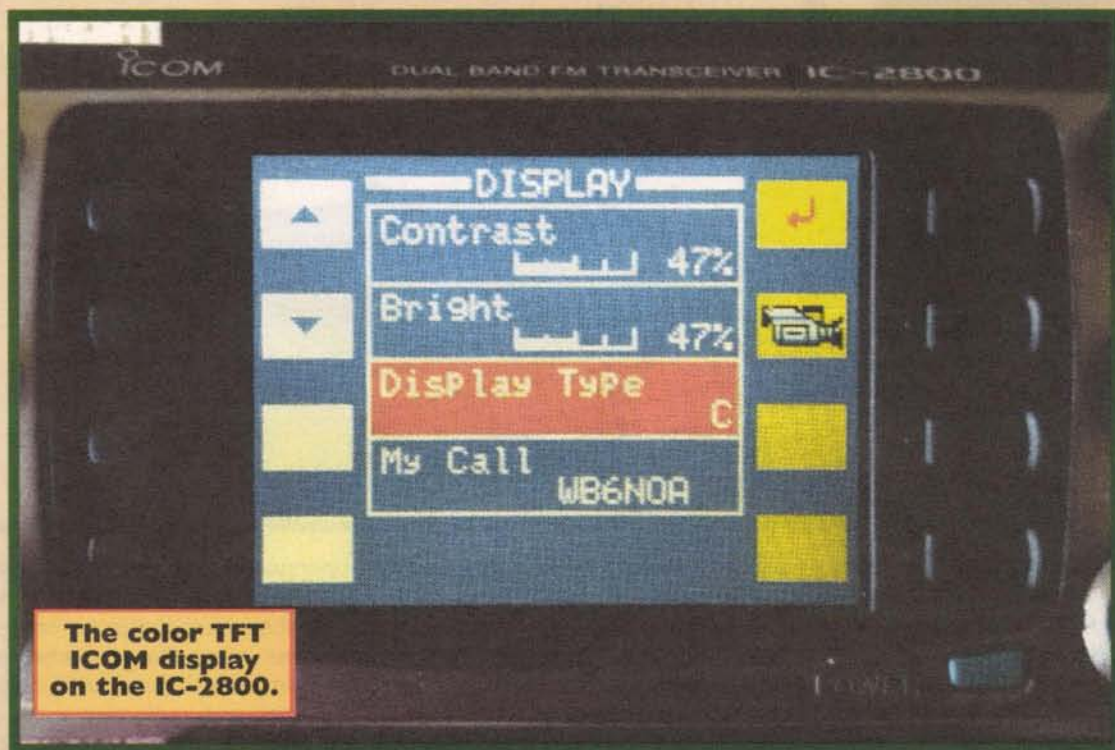 ICOM
DUAL BAND FM TRANSCEIVER IC-2800
DISPLAY
Contrast
47%
Bright
47%
Display Type
C
My Call
WB6NOA
The color TFT
ICOM display
on the IC-2800.
POWER